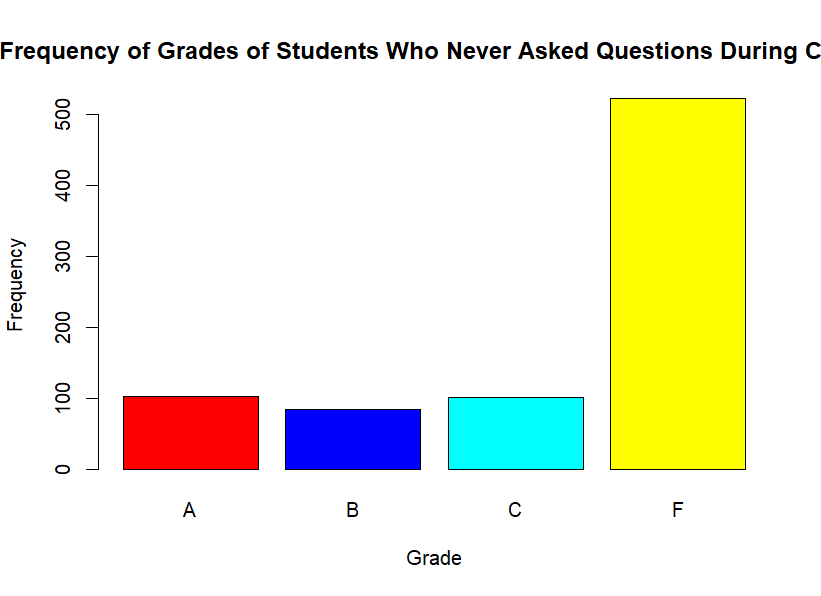 Frequency of Grades of Students Who Never Asked Questions During C
500
400
300
200
100
0
Frequency
A B C F
Grade